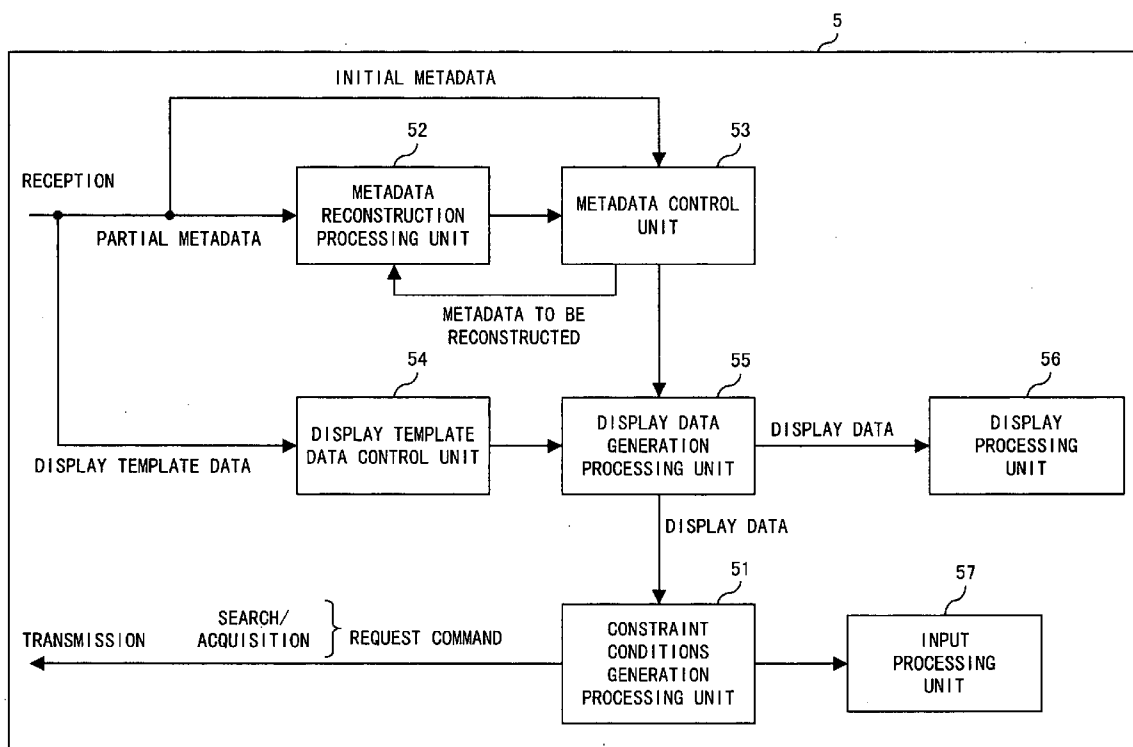 5
INITIAL METADATA
52
53
RECEPTION
METADATA
RECONSTRUCTION
PROCESSING UNIT
METADATA CONTROL
UNIT
PARTIAL METADATA
METADATA TO BE
RECONSTRUCTED
54
55
56
DISPLAY TEMPLATE
DATA CONTROL UNIT
DISPLAY DATA
GENERATION
PROCESSING UNIT
DISPLAY DATA
DISPLAY
PROCESSING
UNIT
DISPLAY TEMPLATE DATA
DISPLAY DATA
51
57
TRANSMISSION
SEARCH/
ACQUISITION
REQUEST COMMAND
CONSTRAINT
CONDITIONS
GENERATION
PROCESSING UNIT
INPUT
PROCESSING
UNIT